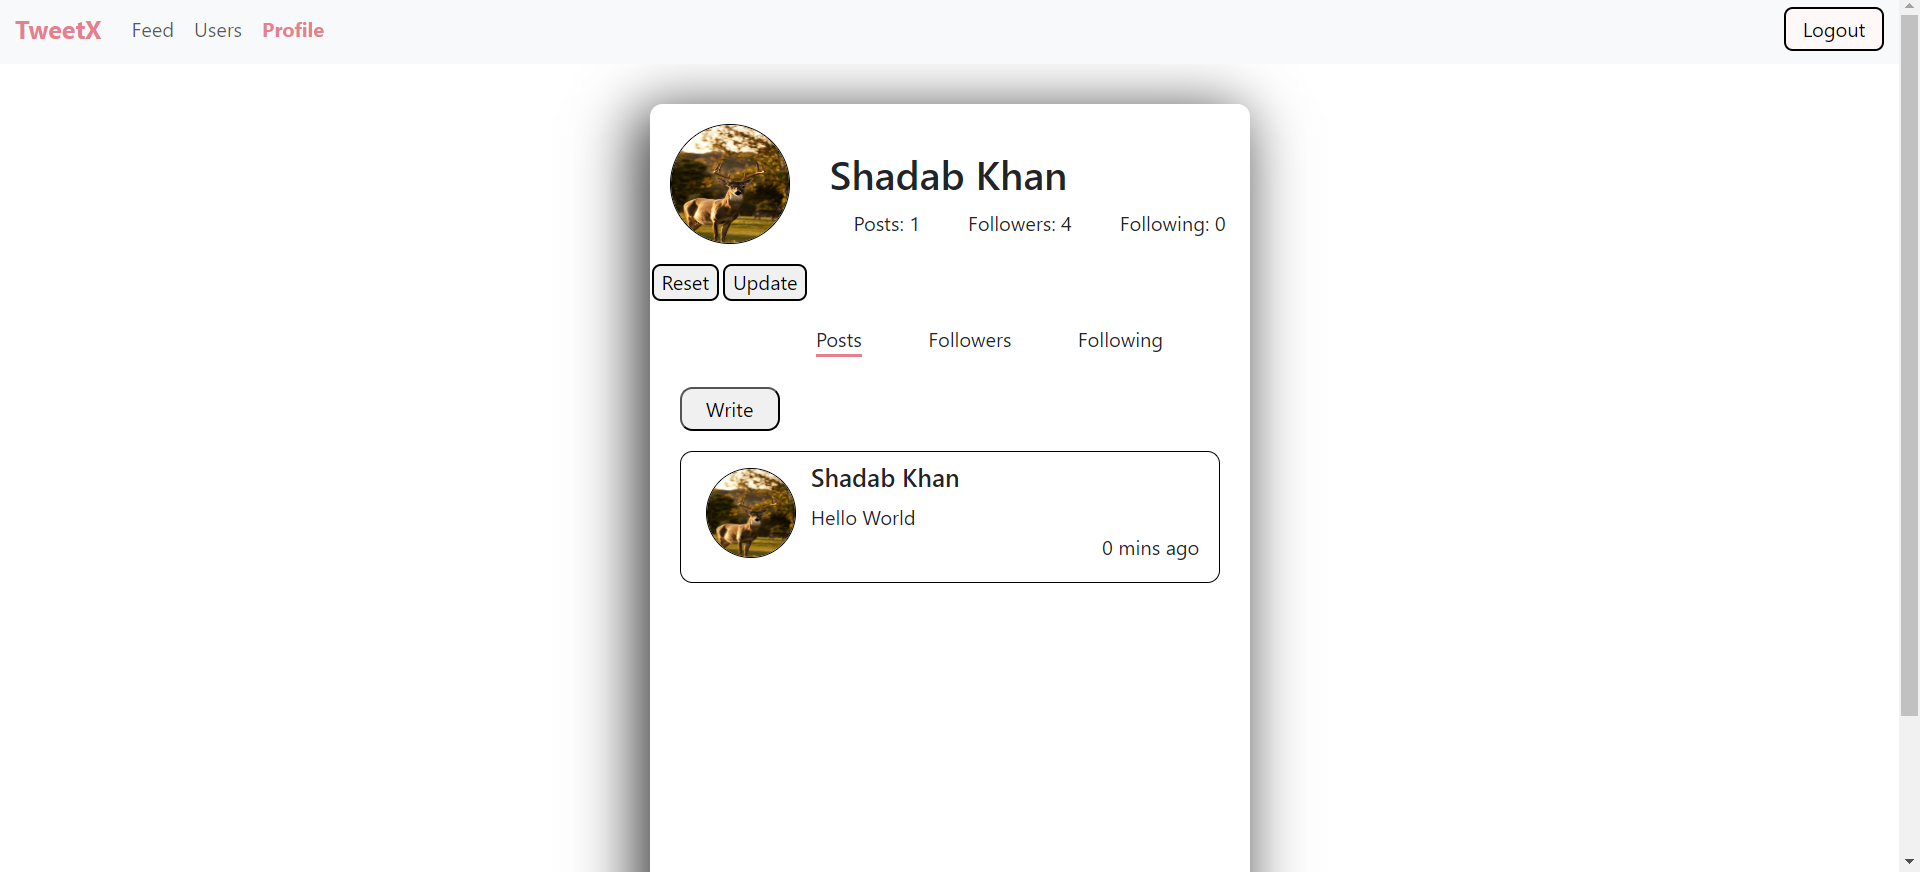 TweetX Feed Users Profile Logout
Shadab Khan
Posts: 1 Followers: 4 Following: 0
Reset Update
Posts Followers Following
Write
Shadab Khan
Hello World
0 mins ago